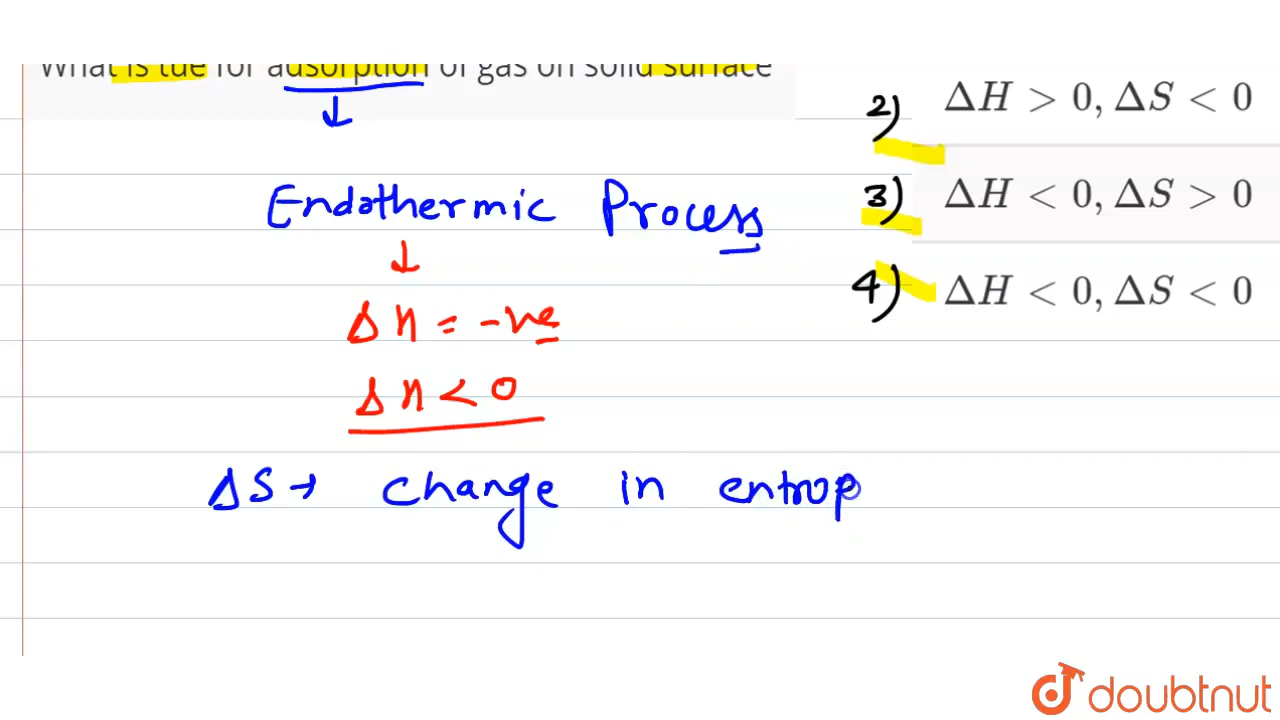 What is tue for adsorption of gas on solid surface
2) ΔH > 0, ΔS < 0
3) ΔH < 0, ΔS > 0
4) ΔH < 0, ΔS < 0
↓
Endothermic Process
↓
ΔH = -ve
ΔH < 0
ΔS → change in entrop
doubtnut